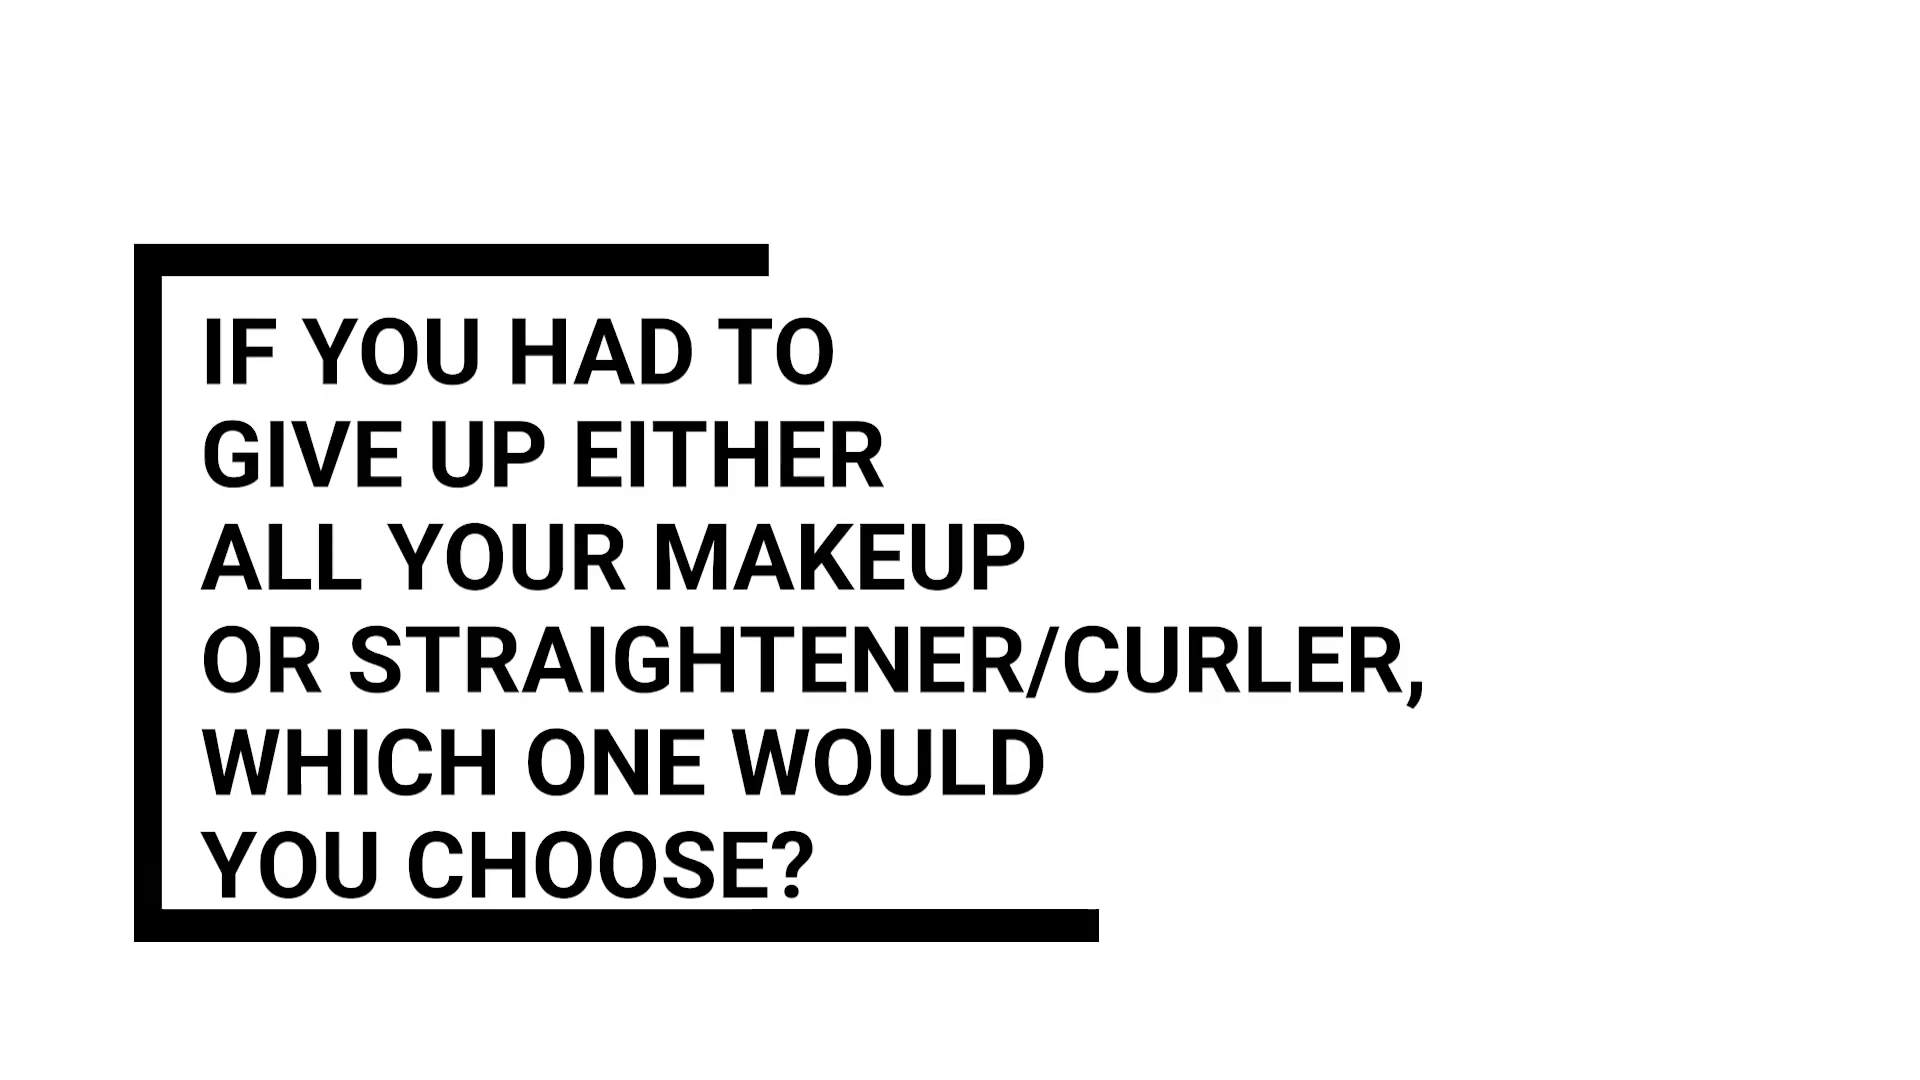 IF YOU HAD TO
GIVE UP EITHER
ALL YOUR MAKEUP
OR STRAIGHTENER/CURLER,
WHICH ONE WOULD
YOU CHOOSE?